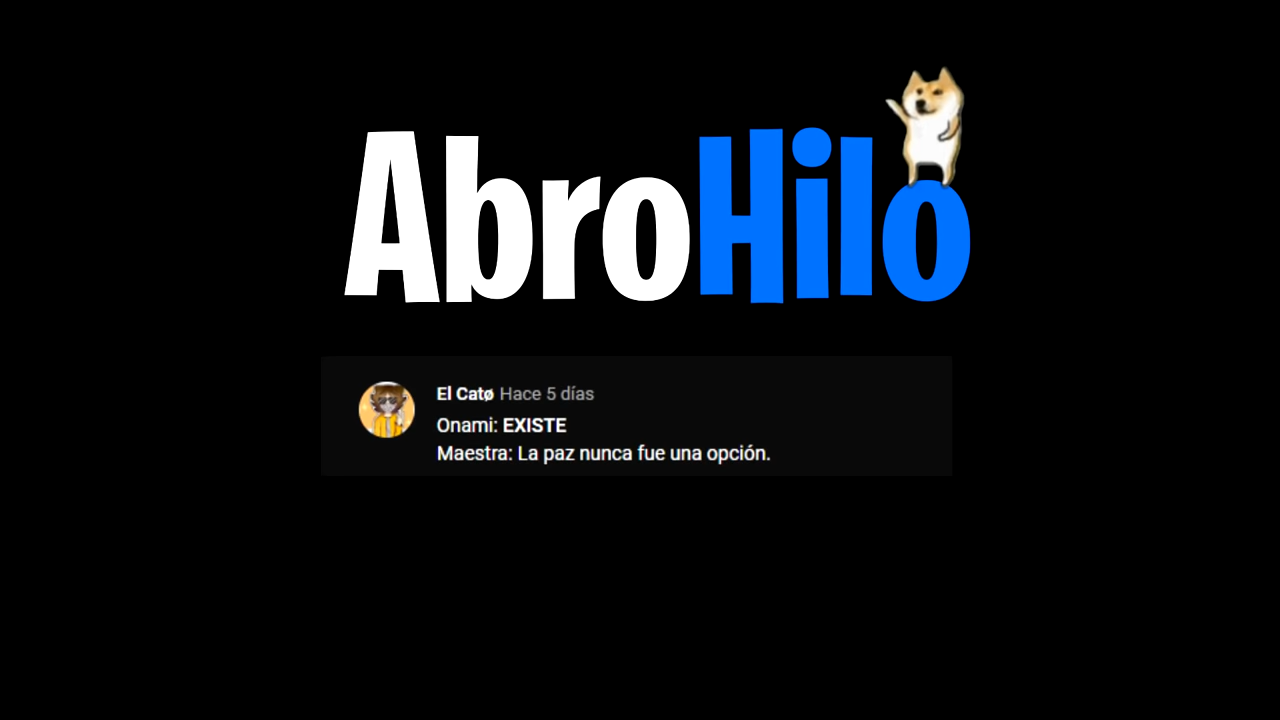 AbroHilo
El Catø Hace 5 días
Onami: EXISTE
Maestra: La paz nunca fue una opción.